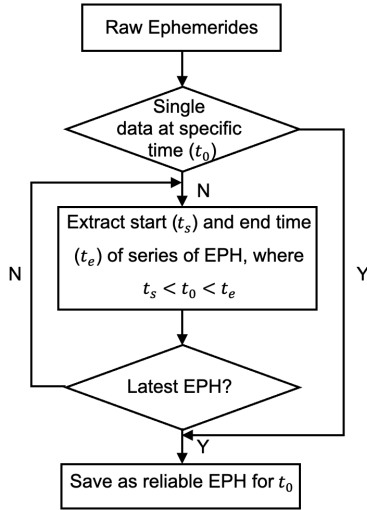 Raw Ephemerides
Single
data at specific
time (t₀)
N
Extract start (tₛ) and end time
(tₑ) of series of EPH, where
tₛ < t₀ < tₑ
N
Y
Latest EPH?
Y
Save as reliable EPH for t₀